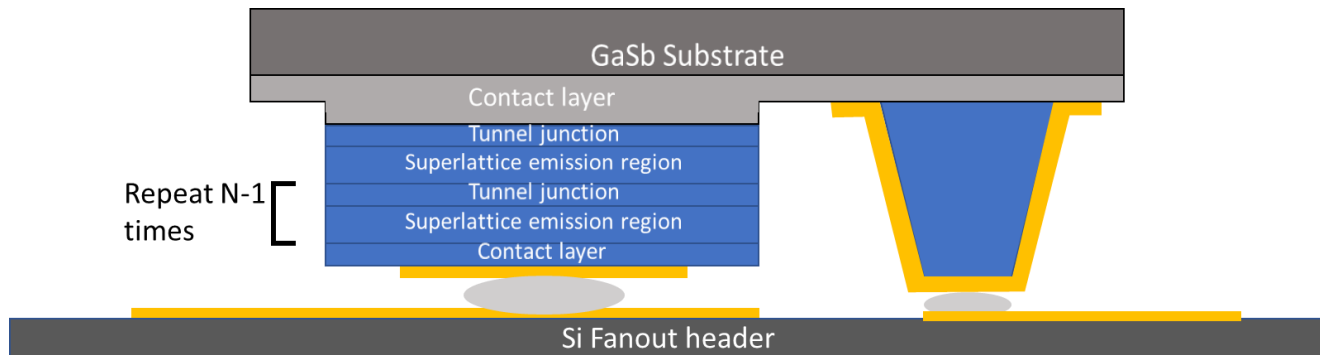 GaSb Substrate
Contact layer
Tunnel junction
Superlattice emission region
Repeat N-1
times
Tunnel junction
Superlattice emission region
Contact layer
Si Fanout header